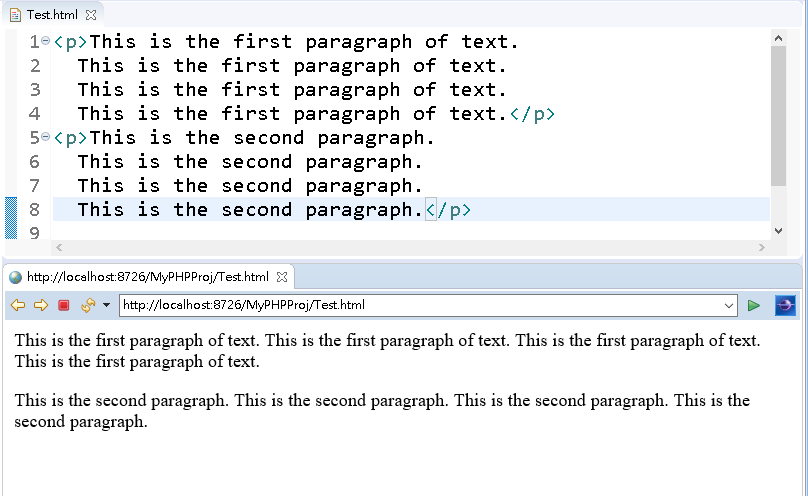 Test.html
1 <p>This is the first paragraph of text.
2 This is the first paragraph of text.
3 This is the first paragraph of text.
4 This is the first paragraph of text.</p>
5 <p>This is the second paragraph.
6 This is the second paragraph.
7 This is the second paragraph.
8 This is the second paragraph.</p>
9
http://localhost:8726/MyPHPProj/Test.html
http://localhost:8726/MyPHPProj/Test.html
This is the first paragraph of text. This is the first paragraph of text. This is the first paragraph of text.
This is the first paragraph of text.
This is the second paragraph. This is the second paragraph. This is the second paragraph. This is the
second paragraph.